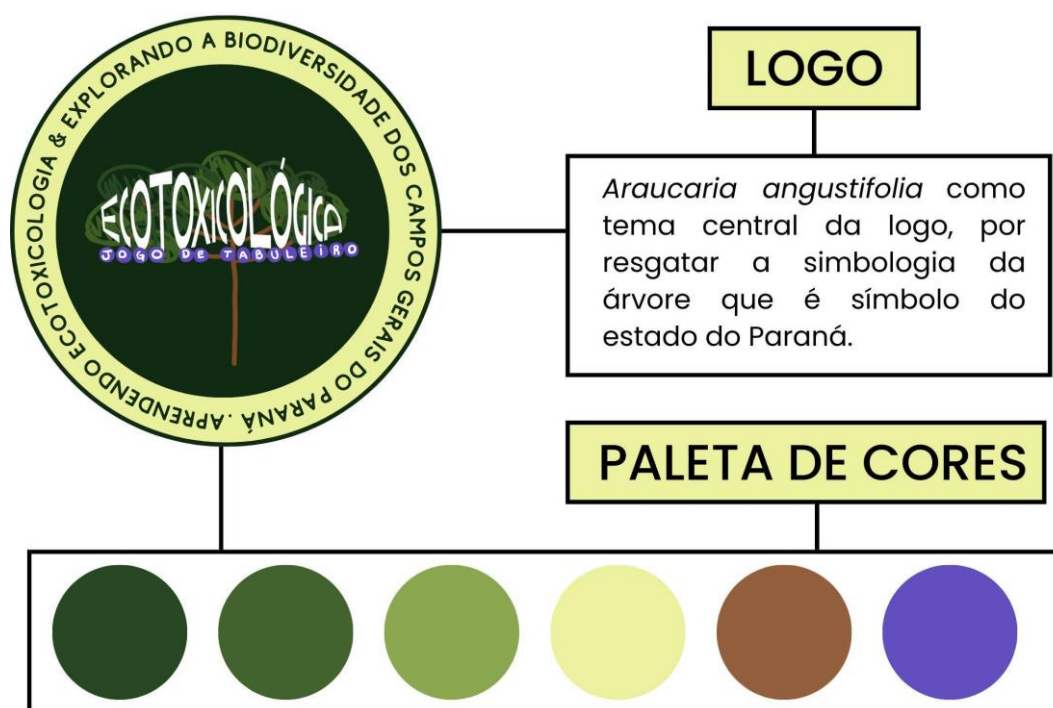 APRENDENDO ECOTOXICOLOGIA & EXPLORANDO A BIODIVERSIDADE DOS CAMPOS GERAIS DO PARANÁ .
ECOTOXICOLÓGICA
JOGO DE TABULEIRO
LOGO
Araucaria angustifolia como
tema central da logo, por
resgatar a simbologia da
árvore que é símbolo do
estado do Paraná.
PALETA DE CORES